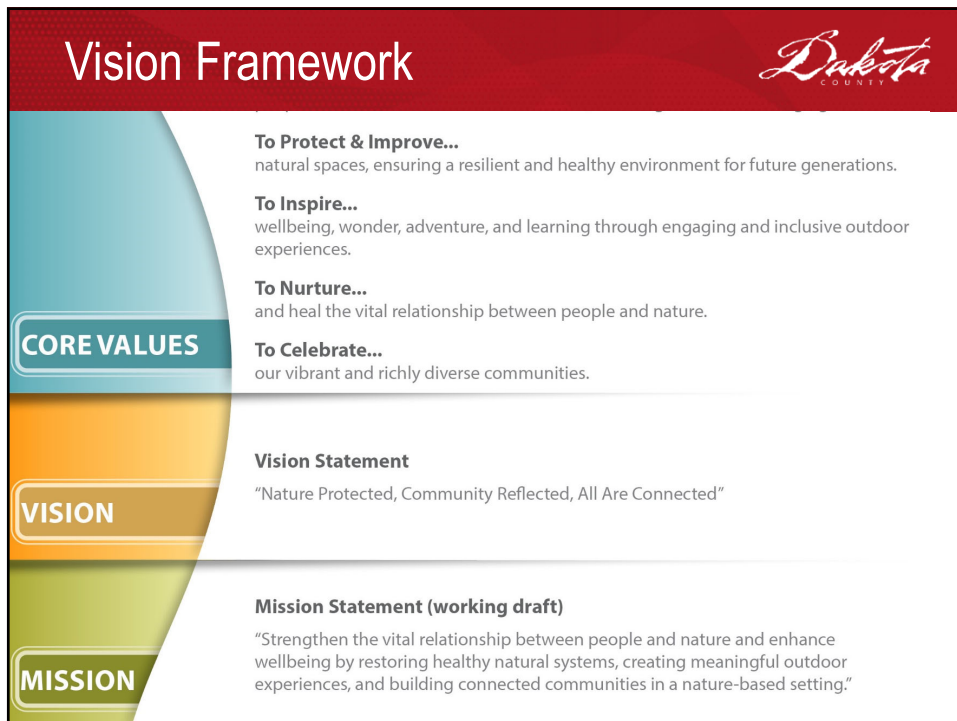 Vision Framework
Dakota
COUNTY
To Protect & Improve...
natural spaces, ensuring a resilient and healthy environment for future generations.
To Inspire...
wellbeing, wonder, adventure, and learning through engaging and inclusive outdoor
experiences.
To Nurture...
and heal the vital relationship between people and nature.
CORE VALUES
To Celebrate...
our vibrant and richly diverse communities.
Vision Statement
“Nature Protected, Community Reflected, All Are Connected”
VISION
Mission Statement (working draft)
“Strengthen the vital relationship between people and nature and enhance
wellbeing by restoring healthy natural systems, creating meaningful outdoor
experiences, and building connected communities in a nature-based setting.”
MISSION